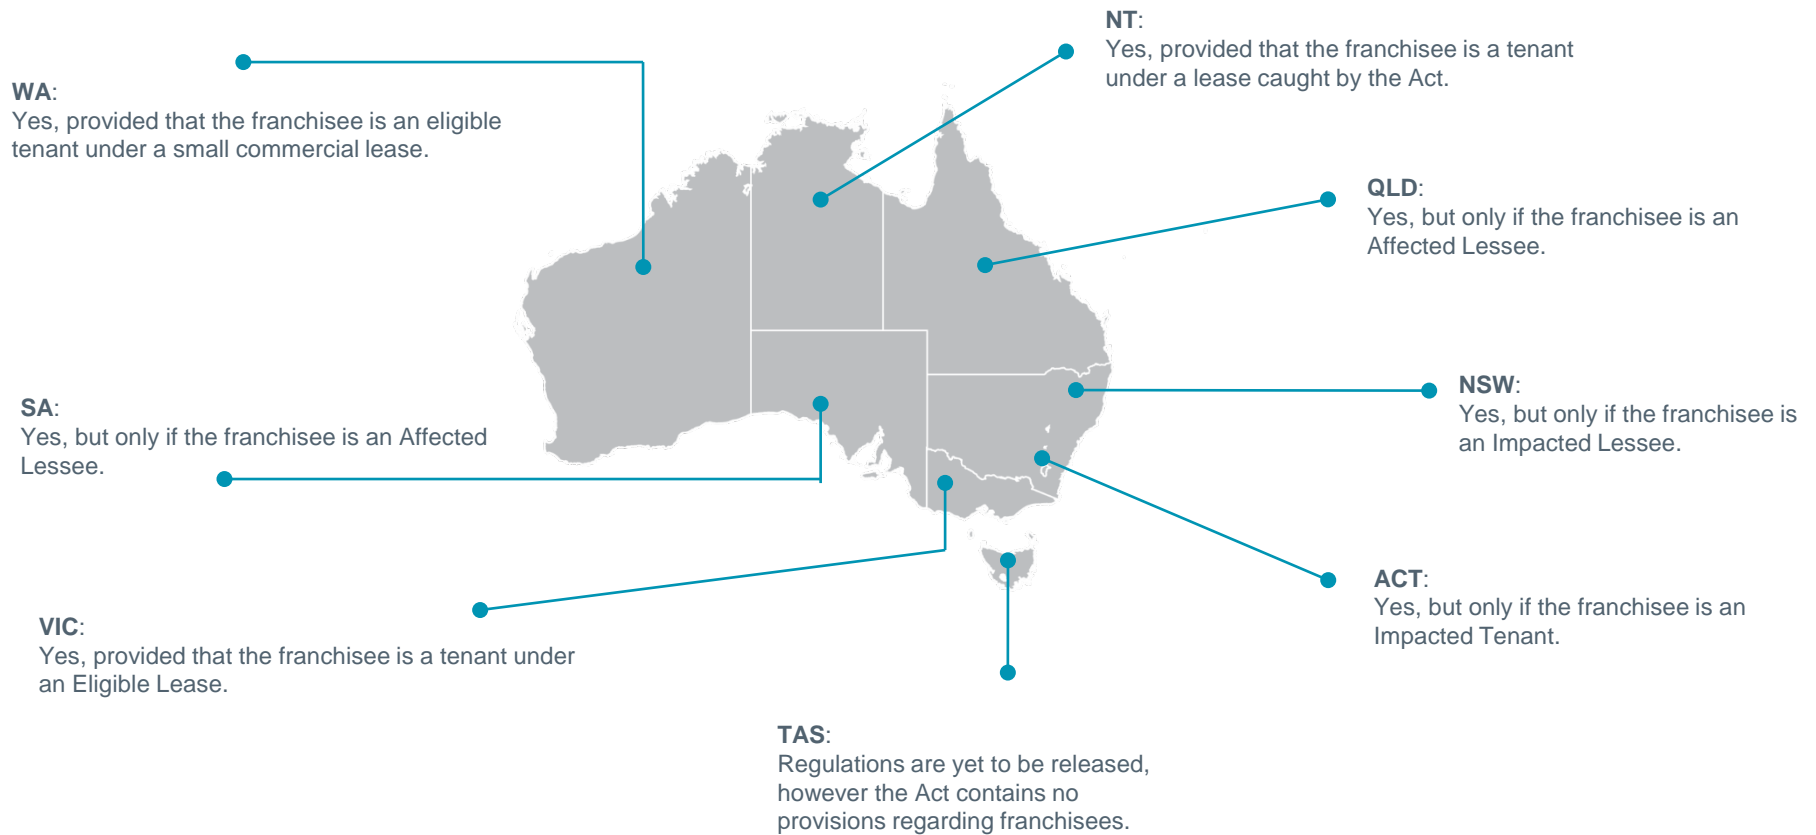 NT:
Yes, provided that the franchisee is a tenant
under a lease caught by the Act.
WA:
Yes, provided that the franchisee is an eligible
tenant under a small commercial lease.
QLD:
Yes, but only if the franchisee is an
Affected Lessee.
NSW:
Yes, but only if the franchisee is
an Impacted Lessee.
SA:
Yes, but only if the franchisee is an Affected
Lessee.
ACT:
Yes, but only if the franchisee is an
Impacted Tenant.
VIC:
Yes, provided that the franchisee is a tenant under
an Eligible Lease.
TAS:
Regulations are yet to be released,
however the Act contains no
provisions regarding franchisees.